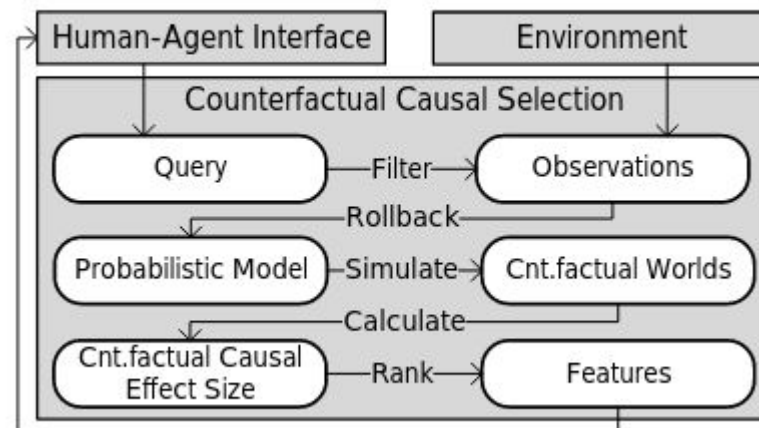 Human-Agent Interface
Environment
Counterfactual Causal Selection
Query
Filter
Observations
Rollback
Probabilistic Model
Simulate
Cnt.factual Worlds
Calculate
Cnt.factual Causal
Effect Size
Rank
Features